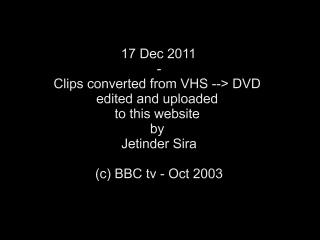 17 Dec 2011
-
Clips converted from VHS --> DVD
edited and uploaded
to this website
by
Jetinder Sira
(c) BBC tv - Oct 2003